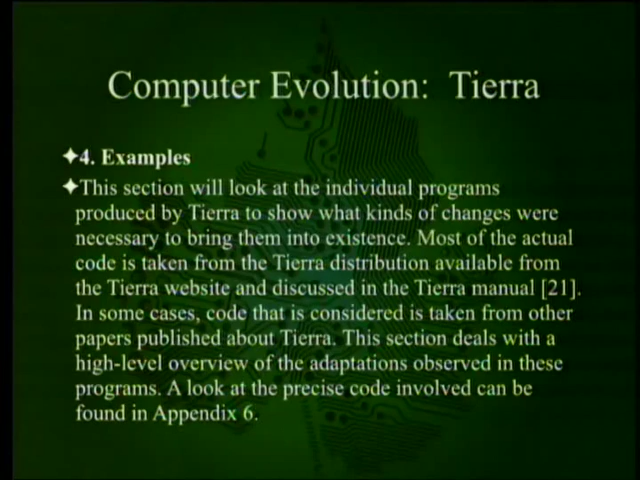 Computer Evolution: Tierra
✦4. Examples
✦This section will look at the individual programs
produced by Tierra to show what kinds of changes were
necessary to bring them into existence. Most of the actual
code is taken from the Tierra distribution available from
the Tierra website and discussed in the Tierra manual [21].
In some cases, code that is considered is taken from other
papers published about Tierra. This section deals with a
high-level overview of the adaptations observed in these
programs. A look at the precise code involved can be
found in Appendix 6.